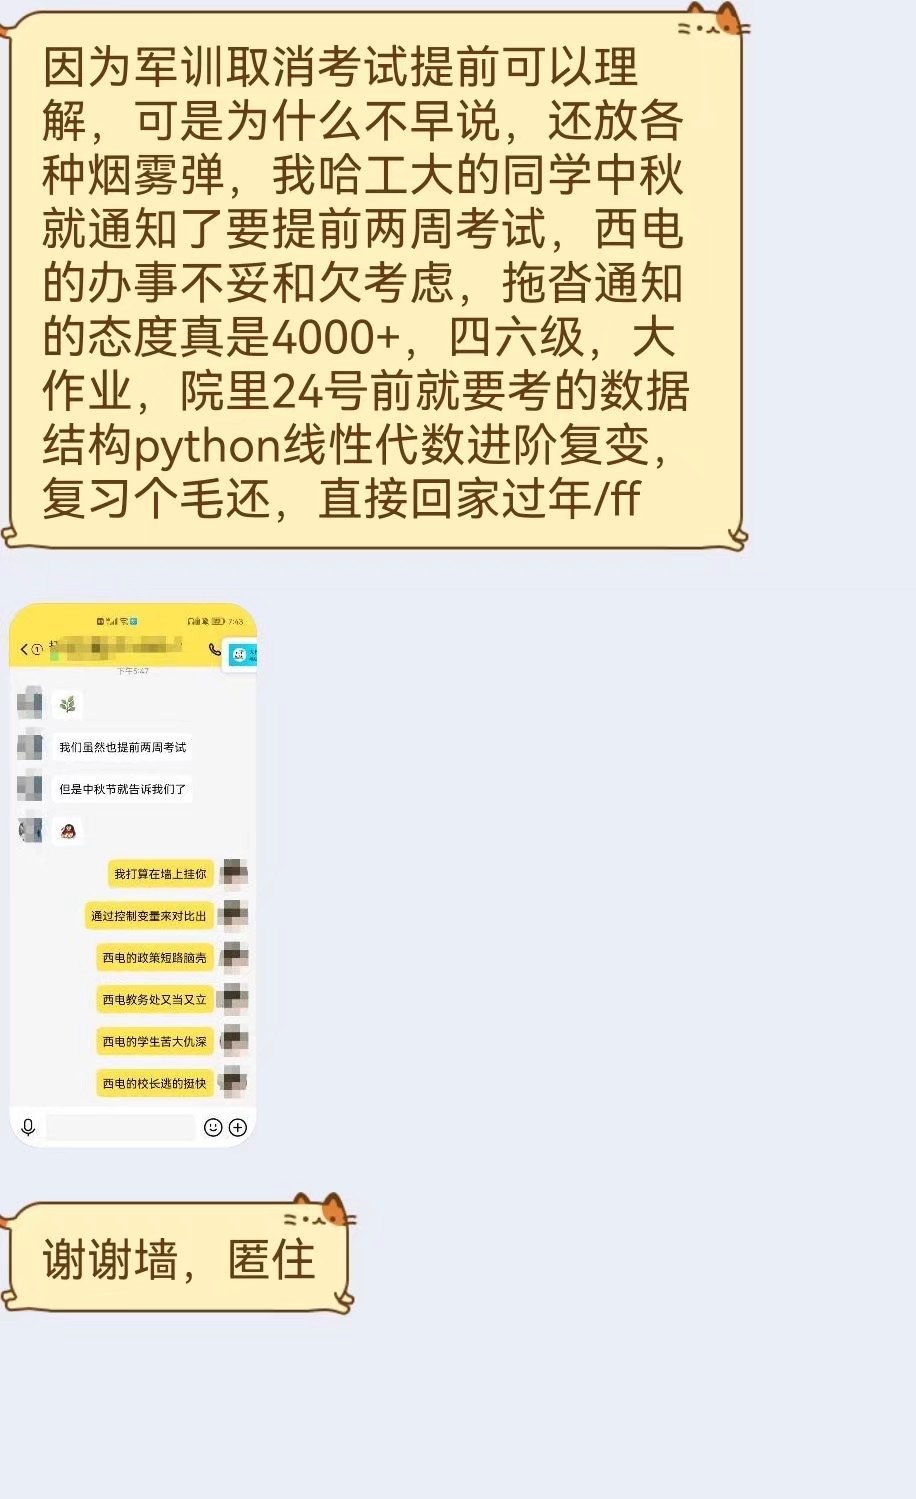 因为军训取消考试提前可以理
解，可是为什么不早说，还放各
种烟雾弹，我哈工大的同学中秋
就通知了要提前两周考试，西电
的办事不妥和欠考虑，拖沓通知
的态度真是4000+，四六级，大
作业，院里24号前就要考的数据
结构python线性代数进阶复变，
复习个毛还，直接回家过年/ff
7:43
下午5:47
我们虽然也提前两周考试
但是中秋节就告诉我们了
我打算在墙上挂你
通过控制变量来对比出
西电的政策短路脑壳
西电教务处又当又立
西电的学生苦大仇深
西电的校长逃的挺快
谢谢墙，匿住